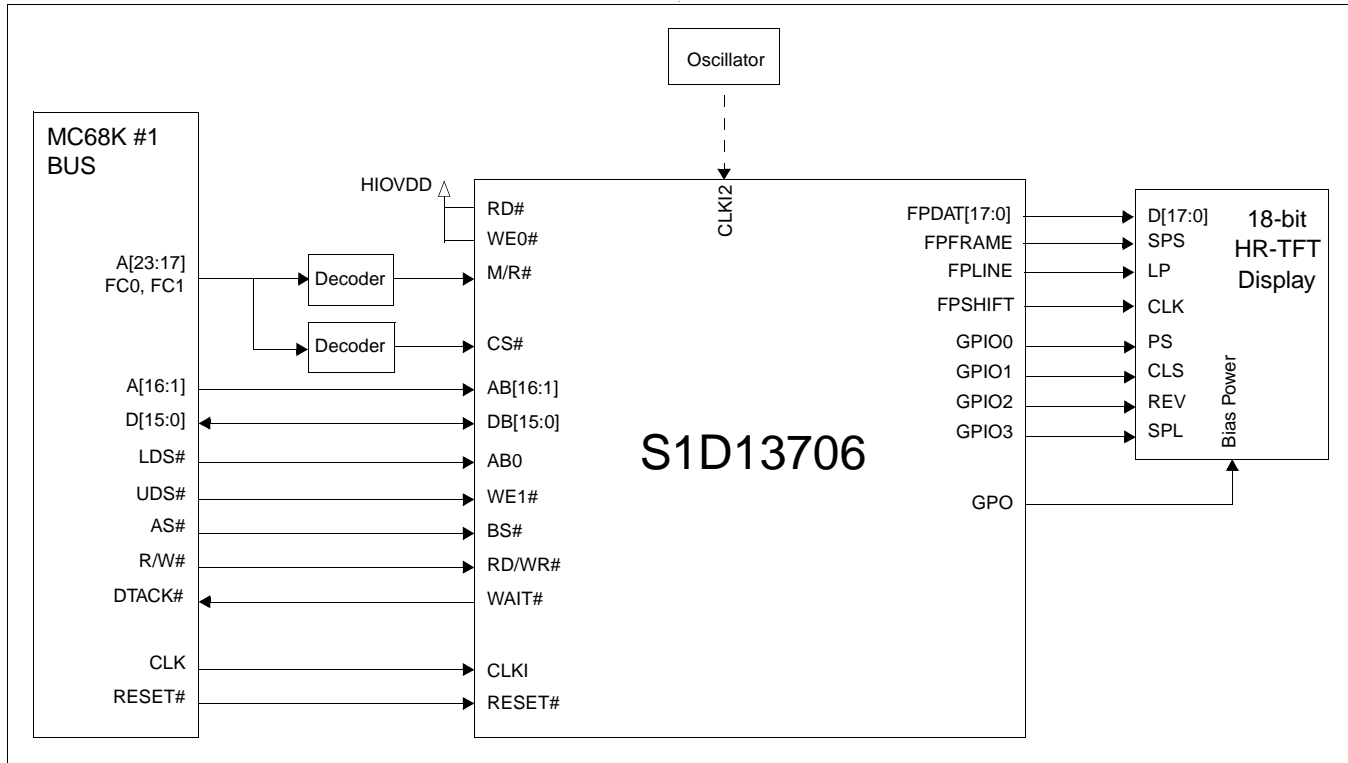 Oscillator
MC68K #1
BUS
HIOVDD
RD#
WE0#
CLKI2
A[23:17]
FC0, FC1
Decoder
M/R#
Decoder
CS#
A[16:1]
AB[16:1]
D[15:0]
DB[15:0]
LDS#
AB0
UDS#
WE1#
AS#
BS#
R/W#
RD/WR#
DTACK#
WAIT#
CLK
CLKI
RESET#
RESET#
S1D13706
FPDAT[17:0]
FPFRAME
FPLINE
FPSHIFT
GPIO0
GPIO1
GPIO2
GPIO3
GPO
D[17:0]
SPS
LP
CLK
PS
CLS
REV
SPL
18-bit
HR-TFT
Display
Bias Power